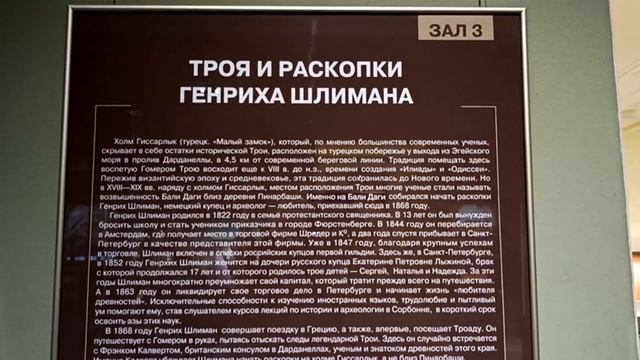 ЗАЛ 3
ТРОЯ И РАСКОПКИ
ГЕНРИХА ШЛИМАНА
Холм Гиссарлык (турецк. «Малый замок»), который, по мнению большинства современных ученых,
скрывает в себе остатки исторической Трои, расположен на турецком побережье у выхода из Эгейского
моря в пролив Дарданеллы, в 4,5 км от современной береговой линии. Традиция помещать здесь
воспетую Гомером Трою восходит еще к VIII в. до н.э., времени создания «Илиады» и «Одиссеи».
Пережив византийскую эпоху и средневековье, эта традиция сохранилась до Нового времени. Но
в XVIII–XIX вв. наряду с холмом Гиссарлык, местом расположения Трои многие ученые стали называть
возвышенность Бали Даги близ деревни Пинарбаши. Именно на Бали Даги собирался начать раскопки
Генрих Шлиман, немецкий купец и археолог – любитель, приехавший сюда в 1868 году.
Генрих Шлиман родился в 1822 году в семье протестантского священника. В 13 лет он был вынужден
бросить школу и стать учеником приказчика в городе Фюрстенберге. В 1844 году он перебирается
в Амстердам, где получает место в торговой фирме Шредер и К°, а два года спустя прибывает в Санкт-
Петербург в качестве представителя этой фирмы. Уже в 1847 году, благодаря крупным успехам
в торговле, Шлиман включен в списки российских купцов первой гильдии. Здесь же, в Санкт-Петербурге,
в 1852 году Генрхих Шлиман женится на дочери русского купца Екатерине Петровне Лыжиной, брак
с которой продолжался 17 лет и от которого родилось трое детей – Сергей, Наталья и Надежда. За эти
годы Шлиман многократно преумножает свой капитал, который тратит прежде всего на путешествия.
А в 1863 году он ликвидирует свое торговое дело в Петербурге и начинает жизнь «любителя
древностей». Исключительные способности к изучению иностранных языков, трудолюбие и пытливый
ум помогают ему, став слушателем курсов лекций по истории и археологии в Сорбонне, в короткий срок
освоить азы этих наук.
В 1868 году Генрих Шлиман совершает поездку в Грецию, а также, впервые, посещает Троаду. Он
путешествует с Гомером в руках, пытаясь отыскать следы легендарной Трои. Здесь он случайно встречается
с Фрэнком Калвертом, британским консулом в Дарданеллах, ученым и знатоком древностей этого края.
убеждает Шлимана начать раскопки на холме Гиссарлык, а не близ Пинарбаши.